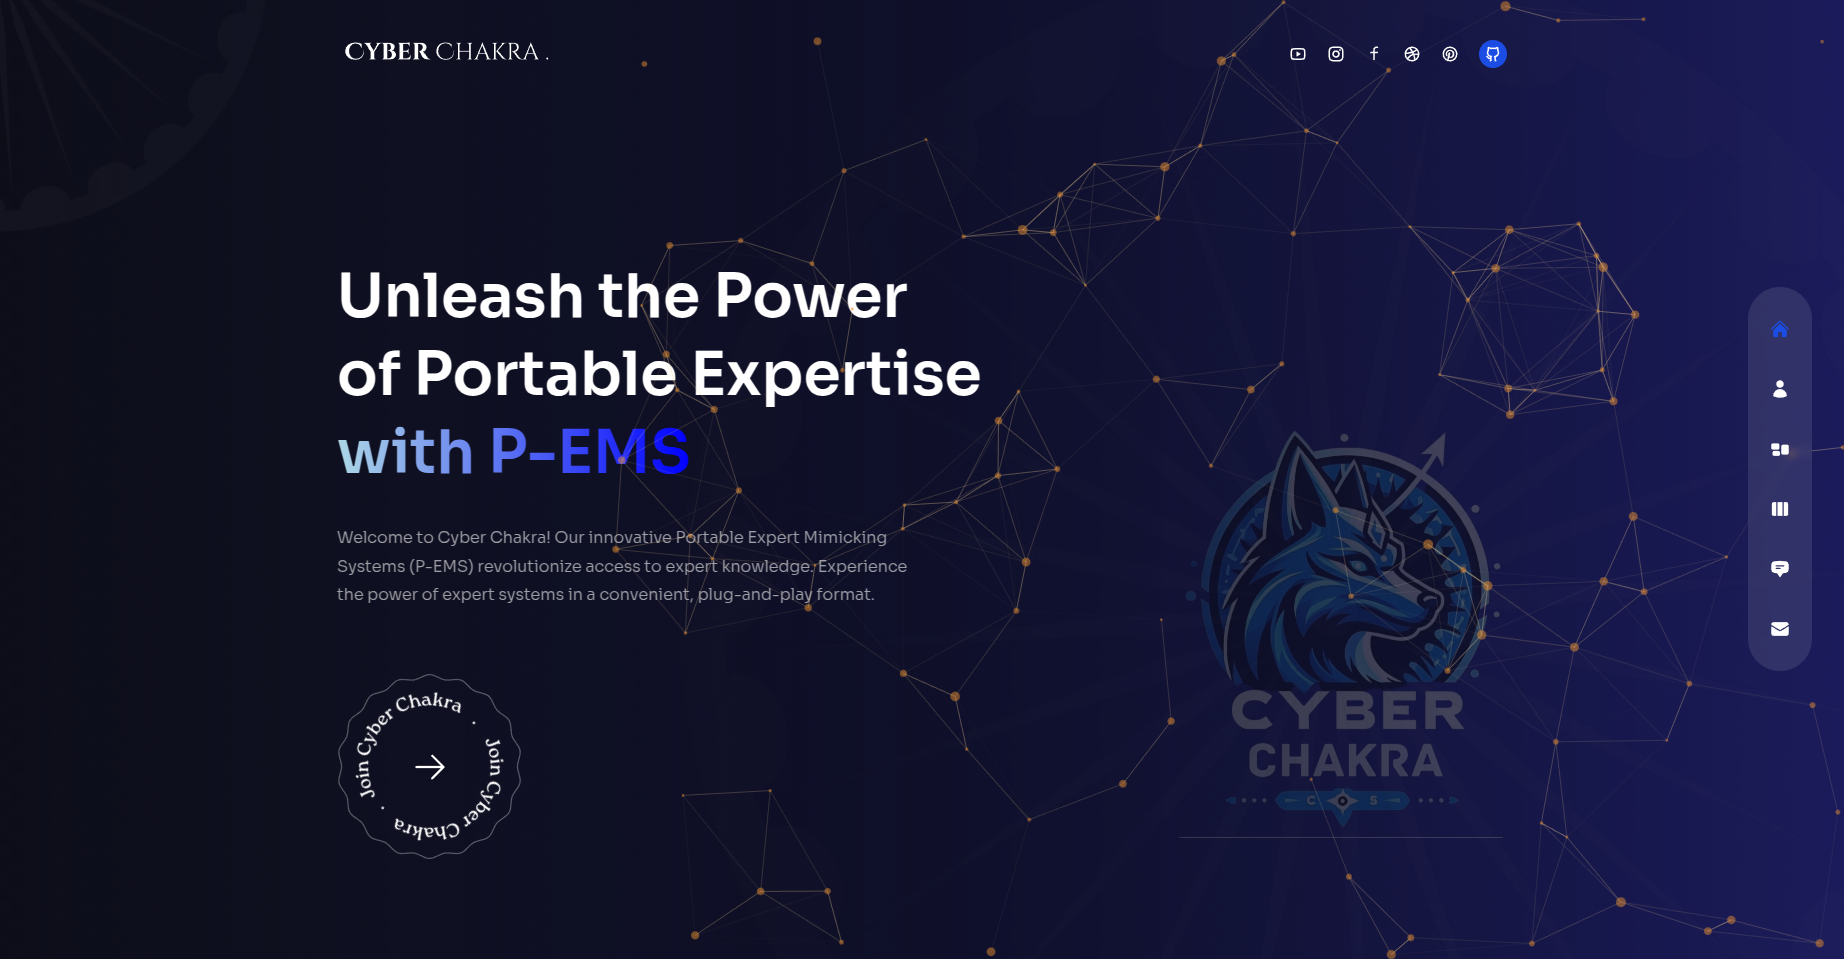 CYBER CHAKRA .
Unleash the Power
of Portable Expertise
with P-EMS
Welcome to Cyber Chakra! Our innovative Portable Expert Mimicking
Systems (P-EMS) revolutionize access to expert knowledge. Experience
the power of expert systems in a convenient, plug-and-play format.
Join Cyber Chakra . Join Cyber Chakra .
CYBER
CHAKRA
C S